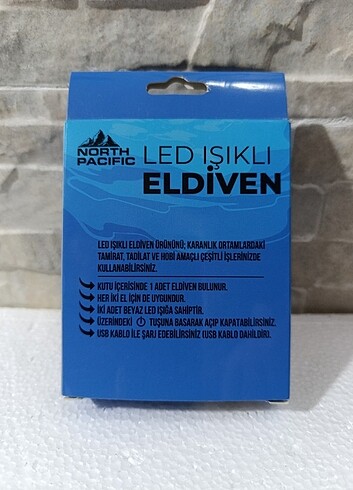 NORTH
PACIFIC
LED IŞIKLI
ELDİVEN
LED IŞIKLI ELDİVEN ÜRÜNÜNÜ; KARANLIK ORTAMLARDAKİ
TAMİRAT, TADİLAT VE HOBİ AMAÇLI ÇEŞİTLİ İŞLERİNİZDE
KULLANABİLİRSİNİZ.
KUTU İÇERİSİNDE 1 ADET ELDİVEN BULUNUR.
HER İKİ EL İÇİN DE UYGUNDUR.
İKİ ADET BEYAZ LED IŞIĞA SAHİPTİR.
ÜZERİNDEKİ TUŞUNA BASARAK AÇIP KAPATABİLİRSİNİZ.
USB KABLO İLE ŞARJ EDEBİLİRSİNİZ (USB KABLO DAHİLDİR).